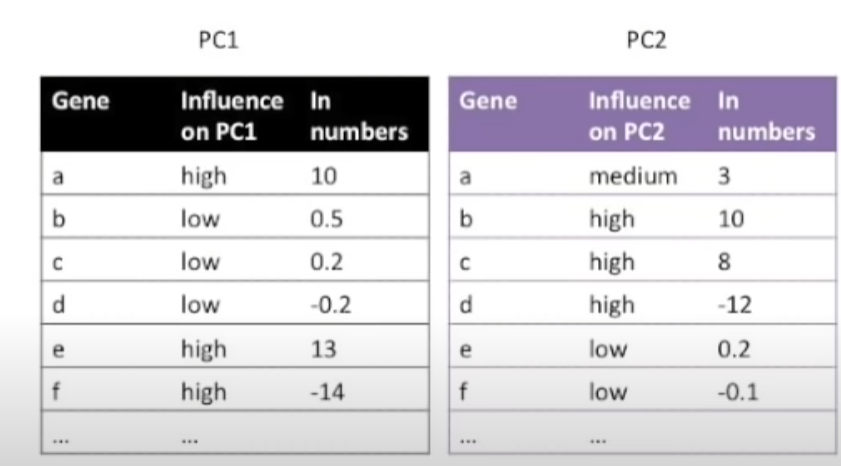 PC1
Gene Influence on PC1 In numbers
a high 10
b low 0.5
c low 0.2
d low -0.2
e high 13
f high -14
... ...
PC2
Gene Influence on PC2 In numbers
a medium 3
b high 10
c high 8
d high -12
e low 0.2
f low -0.1
... ...